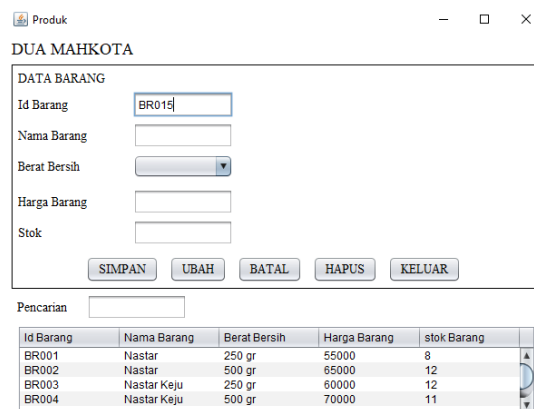 Produk
DUA MAHKOTA
DATA BARANG
Id Barang BR015
Nama Barang
Berat Bersih
Harga Barang
Stok
SIMPAN UBAH BATAL HAPUS KELUAR
Pencarian
Id Barang Nama Barang Berat Bersih Harga Barang stok Barang
BR001 Nastar 250 gr 55000 8
BR002 Nastar 500 gr 65000 12
BR003 Nastar Keju 250 gr 60000 12
BR004 Nastar Keju 500 gr 70000 11